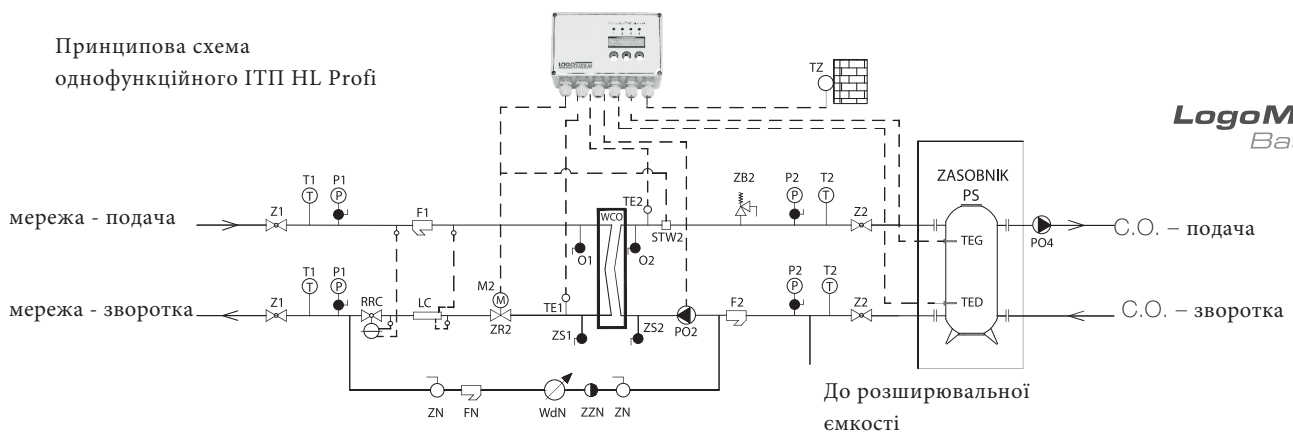 Принципова схема
однофункційного ІТП HL Profi
TZ
LogoM
Ba
LOGO
ZASOBNIK
PS
T1 P1
P2 T2
ZB2
TE2
мережа - подача
Z1
F1
WCO
STW2
Z2
TEG
PO4
С.О. – подача
O1 O2
T1 P1
M2
P2 T2
RRC
LC
TE1
TED
мережа - зворотка
Z1
ZR2
ZS1 ZS2
PO2
F2
Z2
С.О. – зворотка
ZN FN WdN ZZN ZN
До розширювальної
ємкості